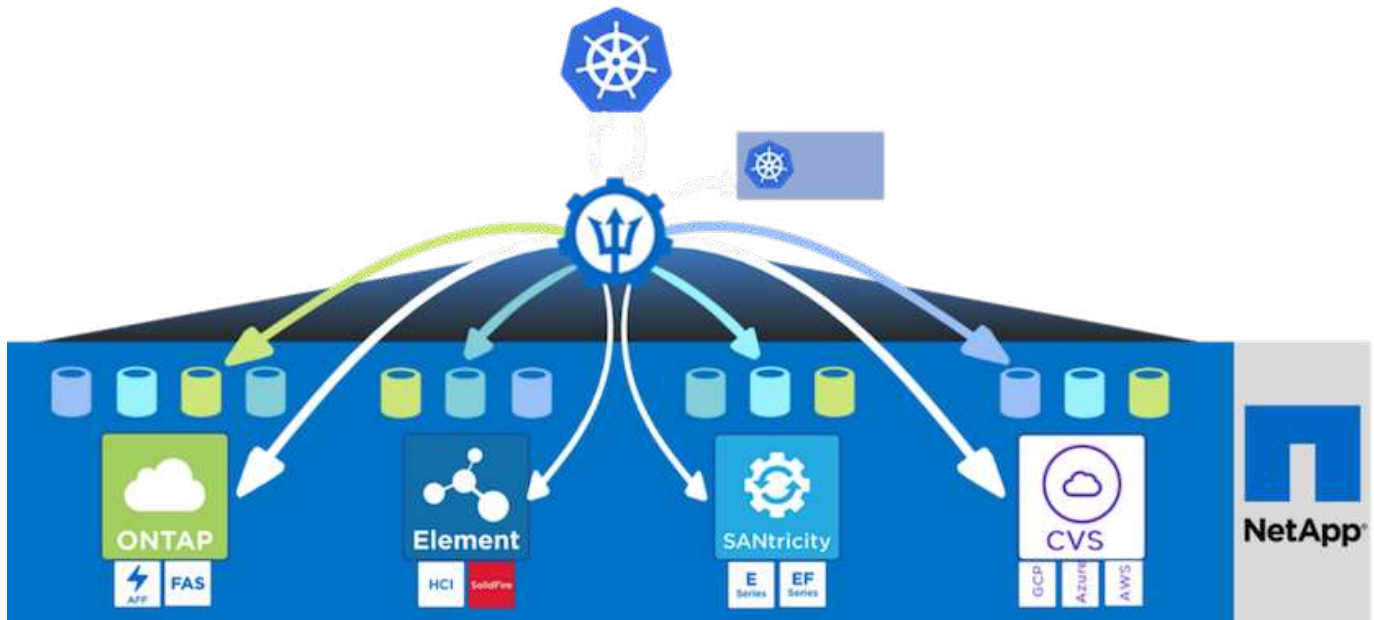 ONTAP
AFF
FAS
Element
HCI
SolidFire
SANtricity
E
Series
EF
Series
CVS
GCP
Azure
AWS
NetApp®